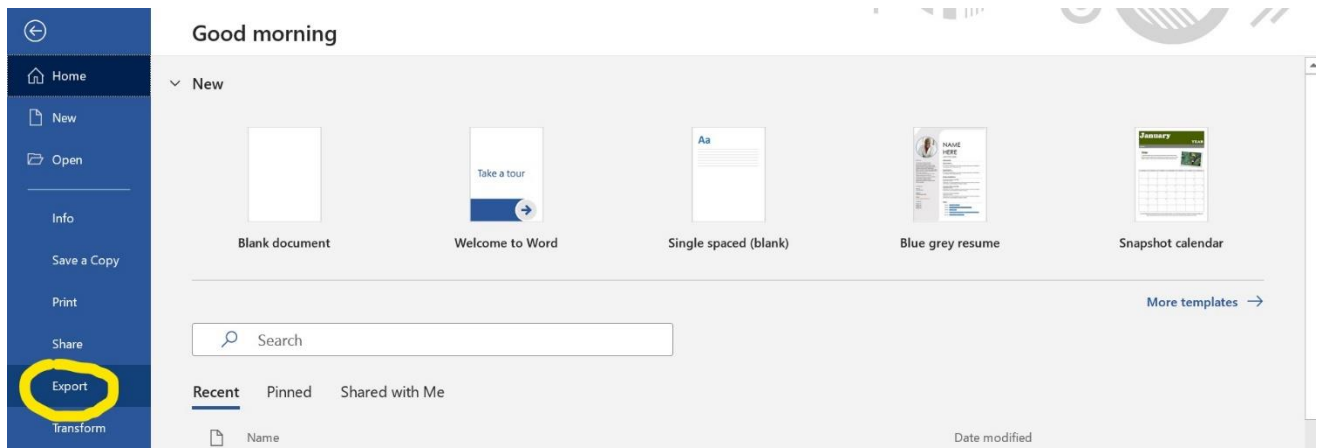 Good morning
Home
New
Open
Info
Save a Copy
Print
Share
Export
Transform
New
Take a tour
Aa
NAME
HERE
January
YEAR
Blank document
Welcome to Word
Single spaced (blank)
Blue grey resume
Snapshot calendar
More templates
Search
Recent Pinned Shared with Me
Name Date modified